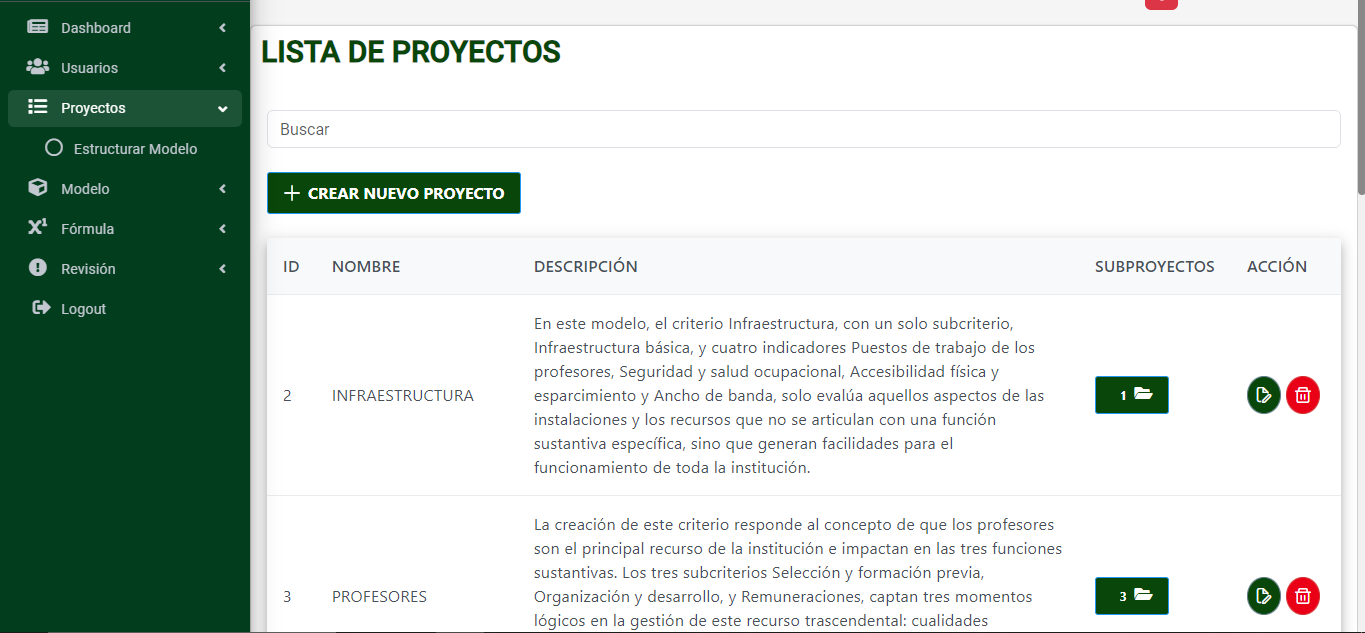 Dashboard
Usuarios
Proyectos
Estructurar Modelo
Modelo
Fórmula
Revisión
Logout
LISTA DE PROYECTOS
Buscar
CREAR NUEVO PROYECTO
ID NOMBRE DESCRIPCIÓN SUBPROYECTOS ACCIÓN
En este modelo, el criterio Infraestructura, con un solo subcriterio,
Infraestructura básica, y cuatro indicadores Puestos de trabajo de los
profesores, Seguridad y salud ocupacional, Accesibilidad física y
2 INFRAESTRUCTURA esparcimiento y Ancho de banda, solo evalúa aquellos aspectos de las 1
instalaciones y los recursos que no se articulan con una función
sustantiva específica, sino que generan facilidades para el
funcionamiento de toda la institución.
La creación de este criterio responde al concepto de que los profesores
son el principal recurso de la institución e impactan en las tres funciones
sustantivas. Los tres subcriterios Selección y formación previa,
3 PROFESORES Organización y desarrollo, y Remuneraciones, captan tres momentos 3
lógicos en la gestión de este recurso trascendental: cualidades